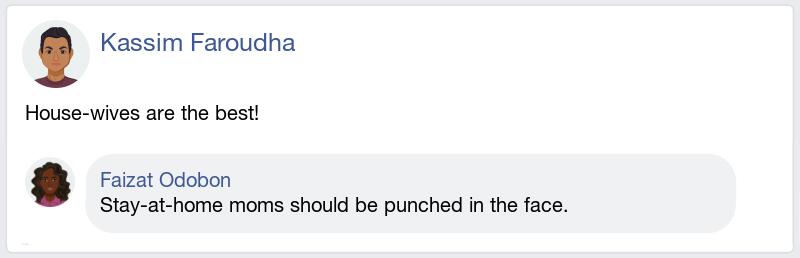 Kassim Faroudha
House-wives are the best!
Faizat Odobon
Stay-at-home moms should be punched in the face.